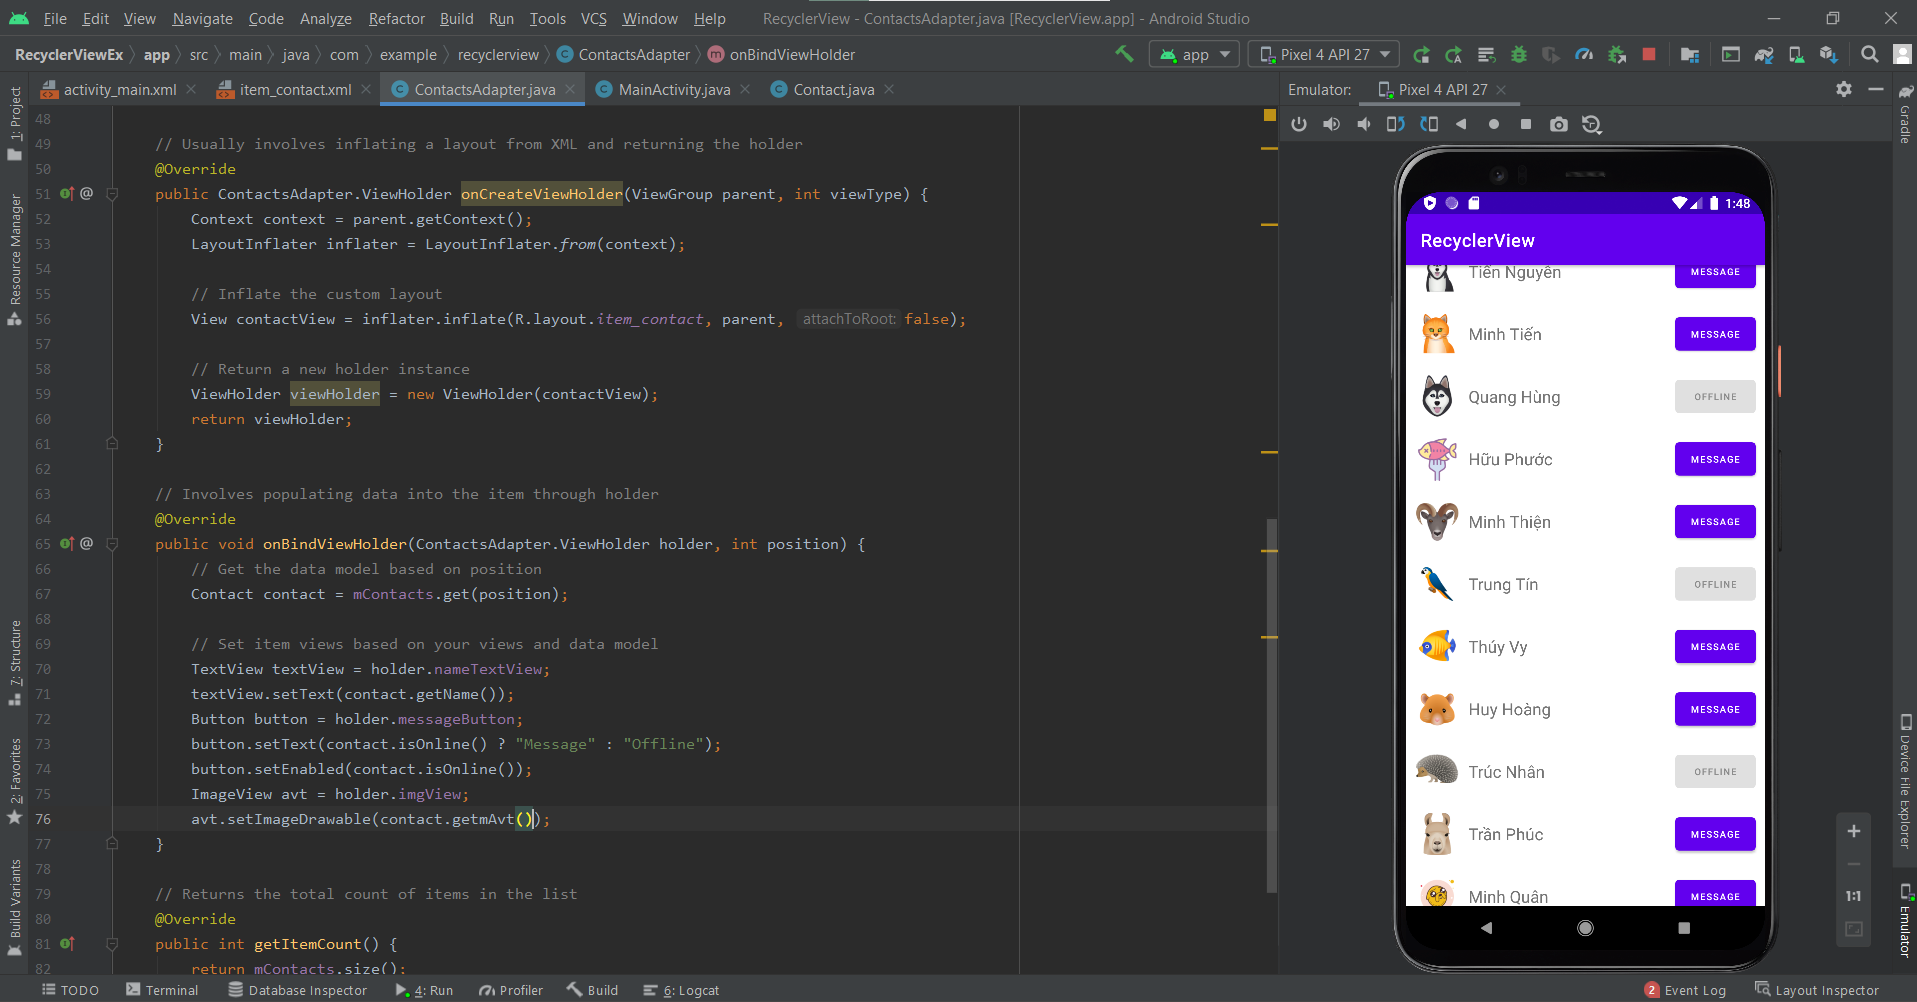 File Edit View Navigate Code Analyze Refactor Build Run Tools VCS Window Help RecyclerView - ContactsAdapter.java [RecyclerView.app] - Android Studio
RecyclerViewEx app src main java com example recyclerview ContactsAdapter onBindViewHolder
app Pixel 4 API 27
activity_main.xml item_contact.xml ContactsAdapter.java MainActivity.java Contact.java
Emulator: Pixel 4 API 27
1: Project
Resource Manager
7: Structure
2: Favorites
Build Variants
48
49 // Usually involves inflating a layout from XML and returning the holder
50 @Override
51 @ public ContactsAdapter.ViewHolder onCreateViewHolder(ViewGroup parent, int viewType) {
52 Context context = parent.getContext();
53 LayoutInflater inflater = LayoutInflater.from(context);
54
55 // Inflate the custom layout
56 View contactView = inflater.inflate(R.layout.item_contact, parent, attachToRoot: false);
57
58 // Return a new holder instance
59 ViewHolder viewHolder = new ViewHolder(contactView);
60 return viewHolder;
61 }
62
63 // Involves populating data into the item through holder
64 @Override
65 @ public void onBindViewHolder(ContactsAdapter.ViewHolder holder, int position) {
66 // Get the data model based on position
67 Contact contact = mContacts.get(position);
68
69 // Set item views based on your views and data model
70 TextView textView = holder.nameTextView;
71 textView.setText(contact.getName());
72 Button button = holder.messageButton;
73 button.setText(contact.isOnline() ? "Message" : "Offline");
74 button.setEnabled(contact.isOnline());
75 ImageView avt = holder.imgView;
76 avt.setImageDrawable(contact.getmAvt());
77 }
78
79 // Returns the total count of items in the list
80 @Override
81 public int getItemCount() {
82 return mContacts.size();
1:48
RecyclerView
Tiến Nguyên MESSAGE
Minh Tiến MESSAGE
Quang Hùng OFFLINE
Hữu Phước MESSAGE
Minh Thiện MESSAGE
Trung Tín OFFLINE
Thúy Vy MESSAGE
Huy Hoàng MESSAGE
Trúc Nhân OFFLINE
Trần Phúc MESSAGE
Minh Quân MESSAGE
1:1
Gradle
Device File Explorer
Emulator
TODO Terminal Database Inspector 4: Run Profiler Build 6: Logcat 2 Event Log Layout Inspector